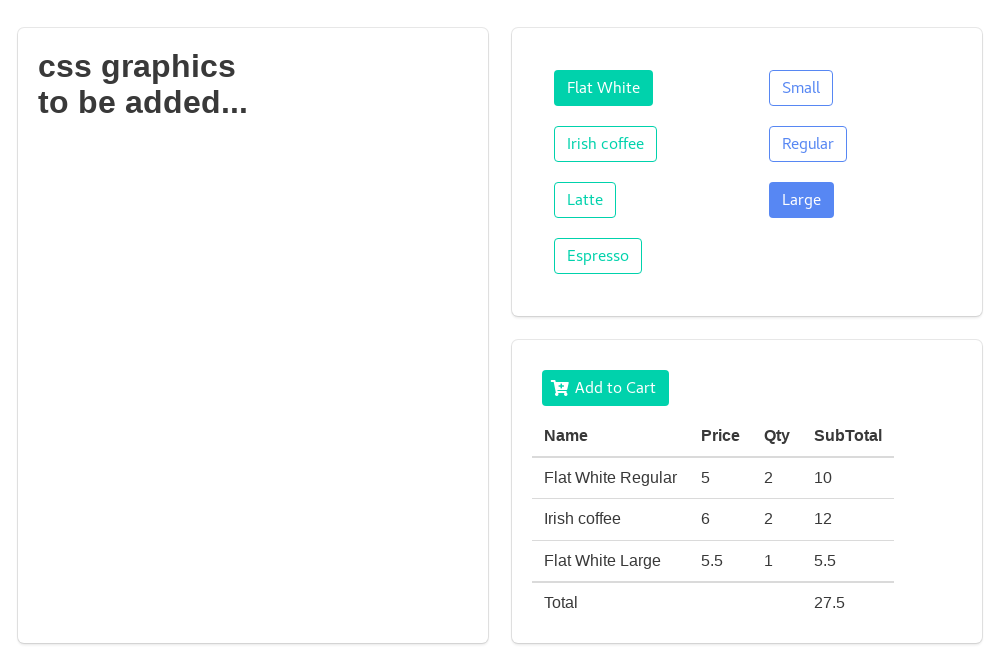 css graphics
to be added...
Flat White
Small
Irish coffee
Regular
Latte
Large
Espresso
Add to Cart
Name Price Qty SubTotal
Flat White Regular 5 2 10
Irish coffee 6 2 12
Flat White Large 5.5 1 5.5
Total 27.5